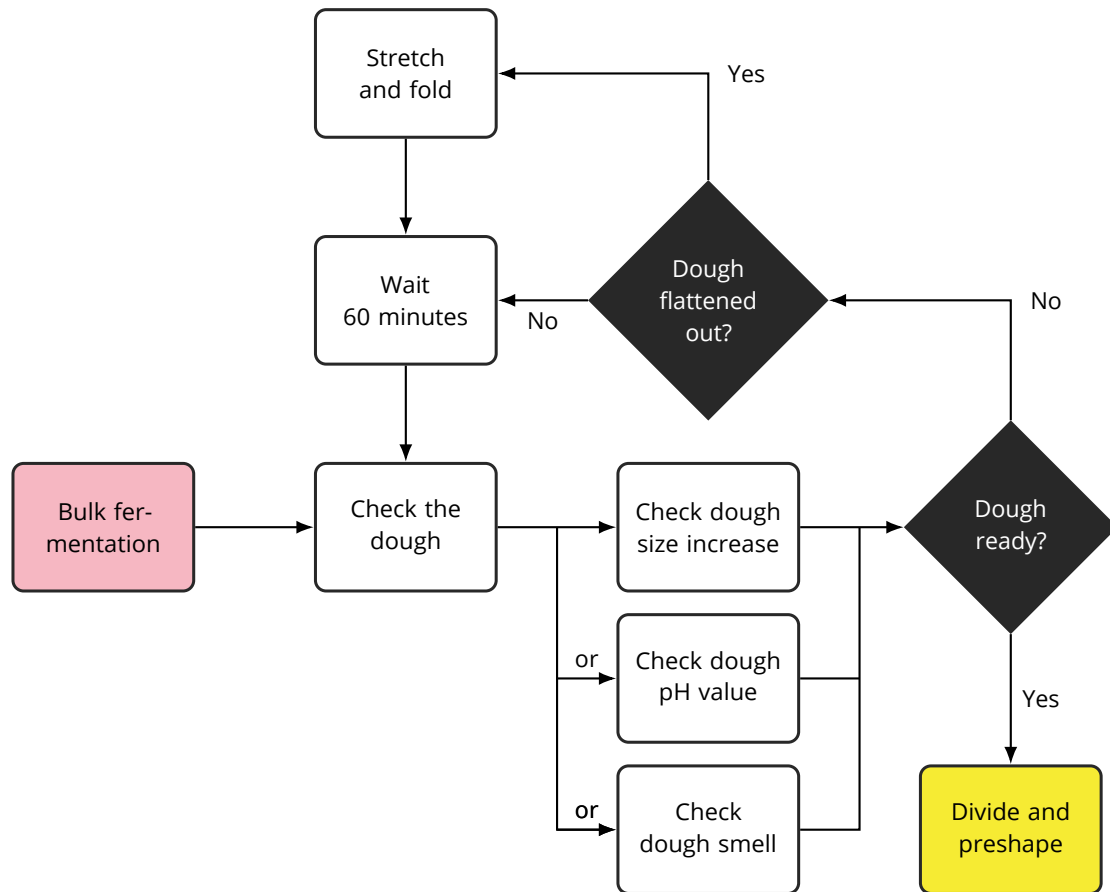 Stretch
and fold
Yes
Wait
60 minutes
No
Dough
flattened
out?
No
Bulk fer-
mentation
Check the
dough
Check dough
size increase
Dough
ready?
or
Check dough
pH value
Yes
or
Check
dough smell
Divide and
preshape